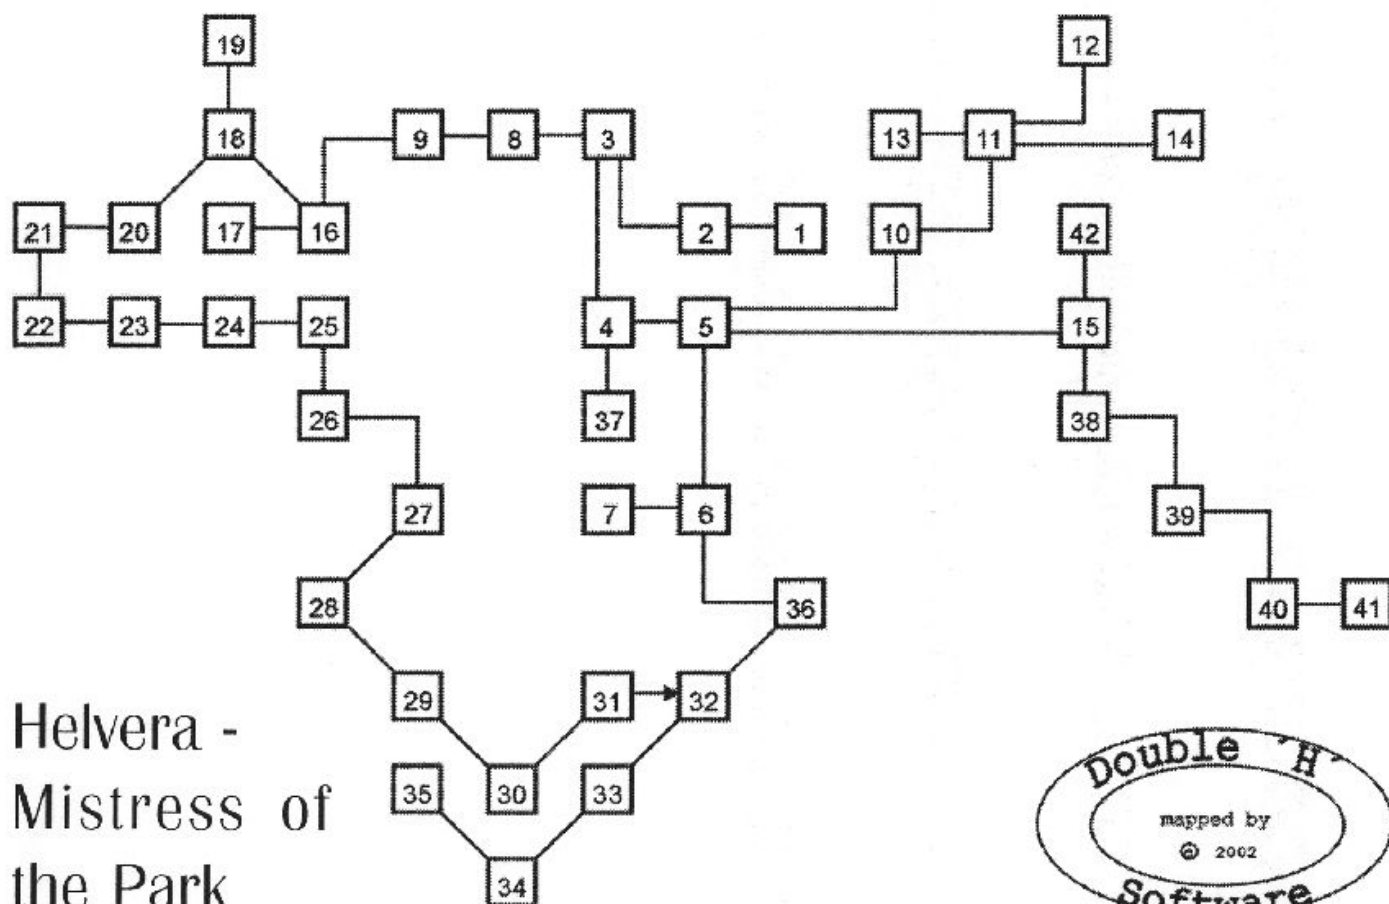 19 12
18 9 8 3 13 11 14
21 20 17 16 2 1 10 42
22 23 24 25 4 5 15
26 37 38
27 7 6 39
28 36 40 41
29 31 32
35 30 33
34
Helvera -
Mistress of
the Park
Double 'H'
mapped by
@ 2002
Software